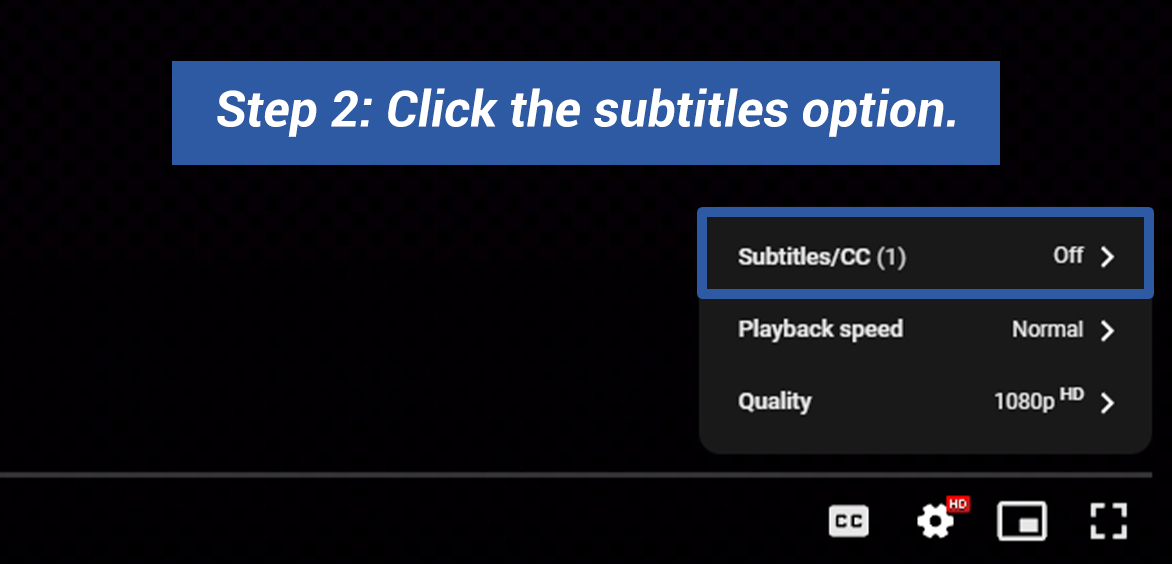 Step 2: Click the subtitles option.
Subtitles/CC (1) Off
Playback speed Normal
Quality 1080p HD
CC HD